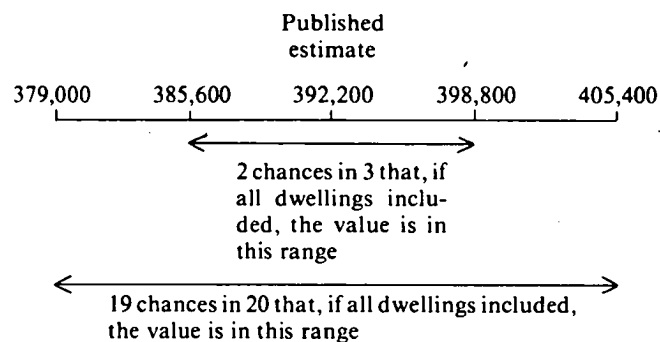 Published
estimate
379,000 385,600 392,200 398,800 405,400
2 chances in 3 that, if
all dwellings inclu-
ded, the value is in
this range
19 chances in 20 that, if all dwellings included,
the value is in this range